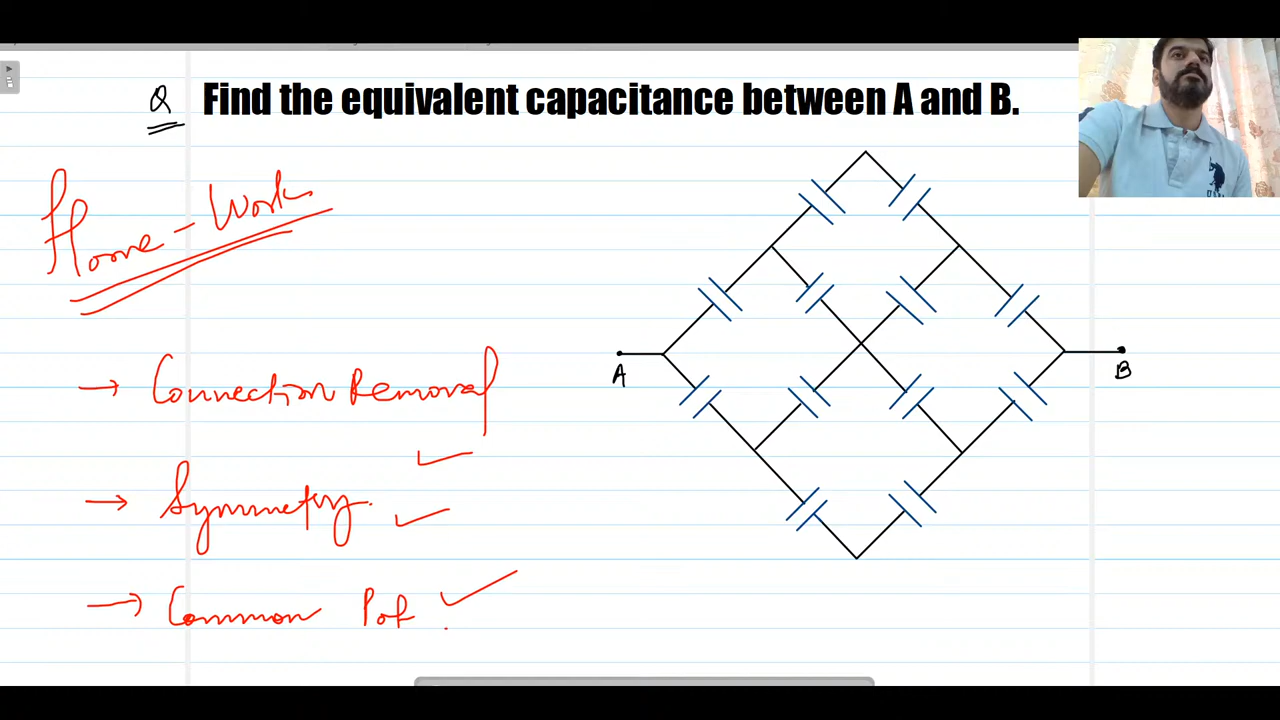 Q Find the equivalent capacitance between A and B.
Home-Work
→ Connection Removal
→ Symmetry.
→ Common Pot.
A
B